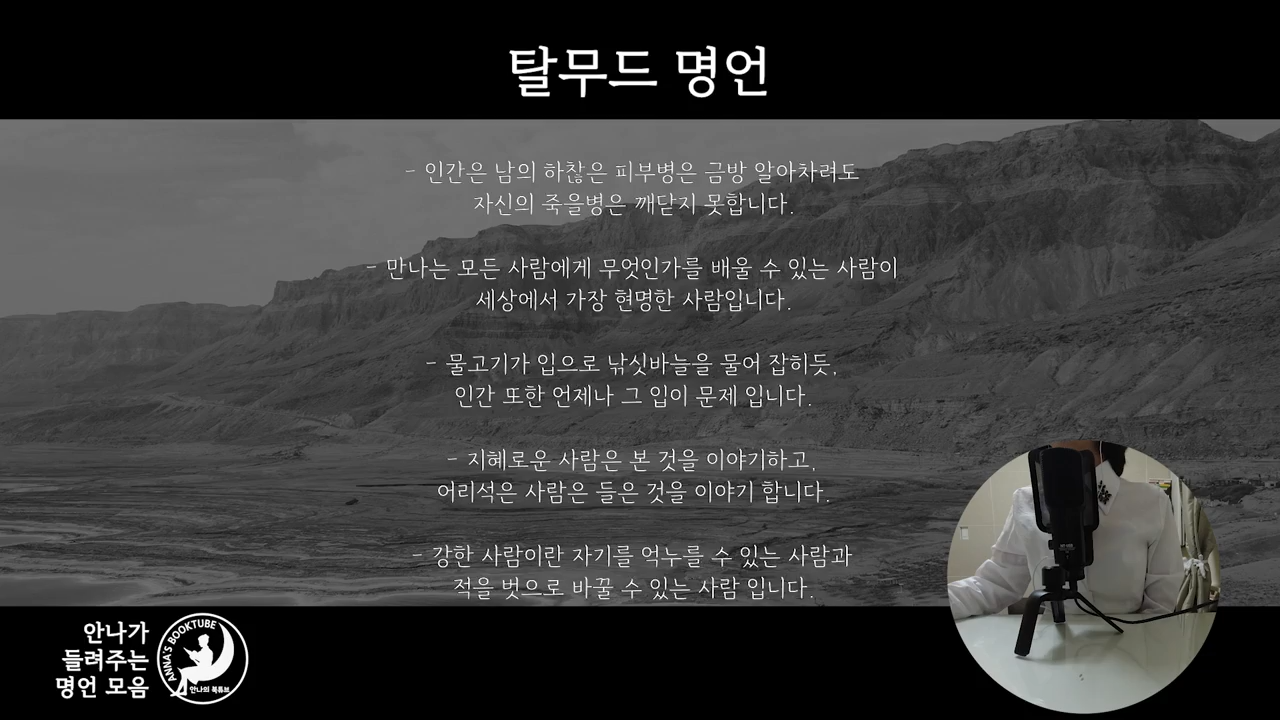 탈무드 명언
- 인간은 남의 하찮은 피부병은 금방 알아차려도
자신의 죽을병은 깨닫지 못합니다.
- 만나는 모든 사람에게 무엇인가를 배울 수 있는 사람이
세상에서 가장 현명한 사람입니다.
- 물고기가 입으로 낚싯바늘을 물어 잡히듯,
인간 또한 언제나 그 입이 문제 입니다.
- 지혜로운 사람은 본 것을 이야기하고,
어리석은 사람은 들은 것을 이야기 합니다.
- 강한 사람이란 자기를 억누를 수 있는 사람과
적을 벗으로 바꿀 수 있는 사람 입니다.
안나가
들려주는
명언 모음
ANNA'S BOOKTUBE
안나의 북튜브